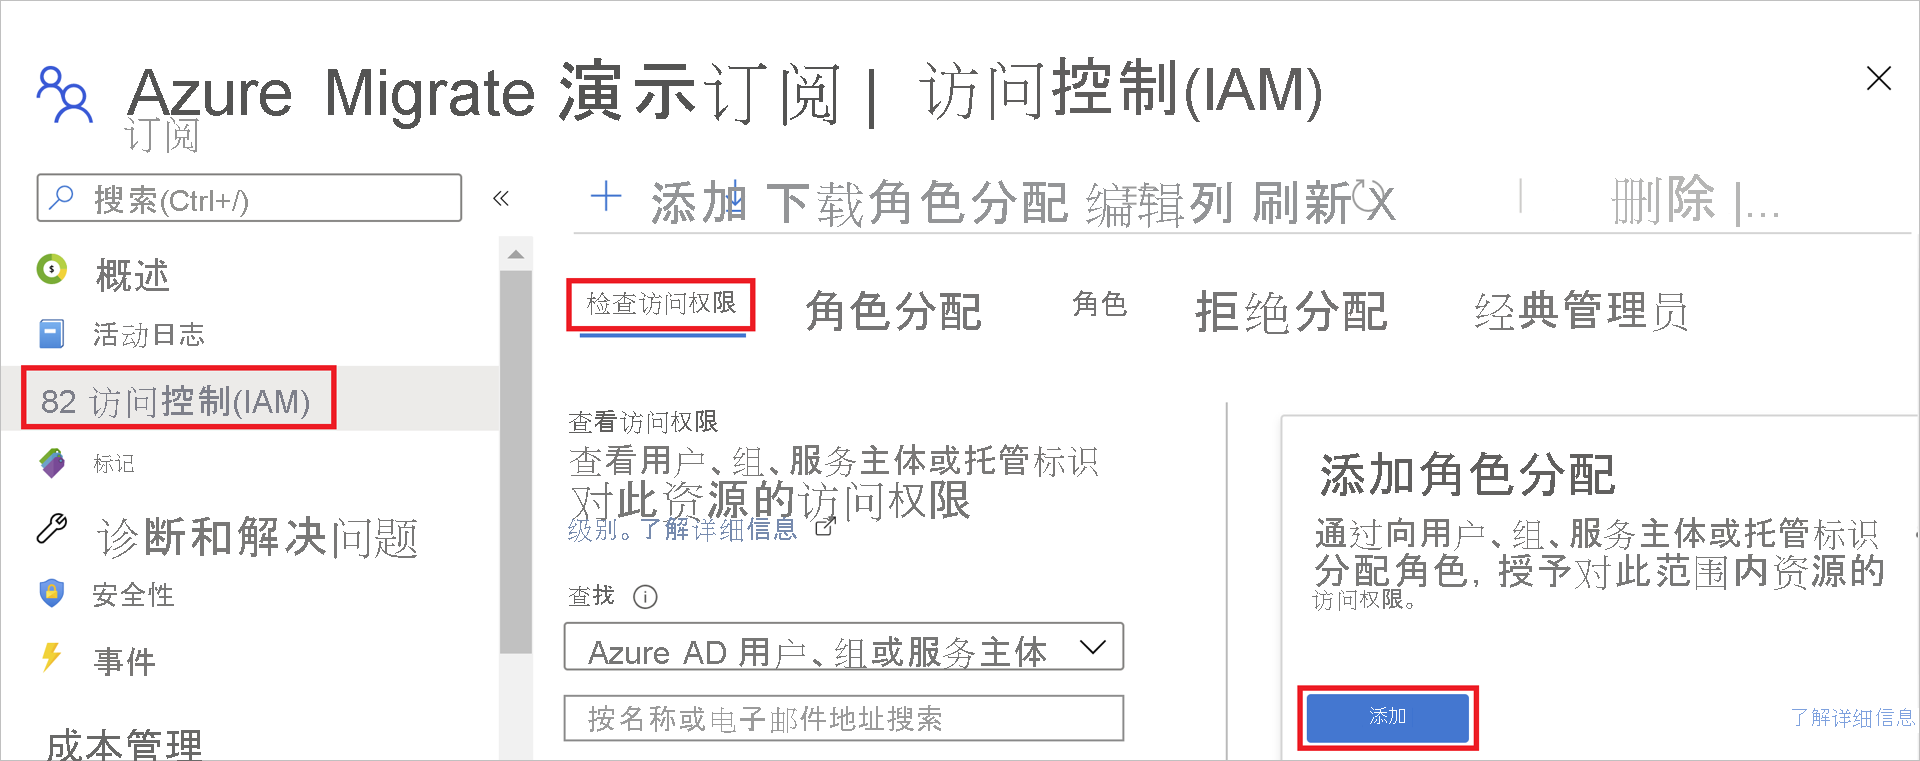 Azure Migrate 演示订阅 | 访问控制(IAM)
订阅
搜索(Ctrl+/)
«
添加 下载角色分配 编辑列 刷新 X | 删除 |...
概述
活动日志
82 访问控制(IAM)
标记
诊断和解决问题
安全性
事件
成本管理
检查访问权限 角色分配 角色 拒绝分配 经典管理员
查看访问权限
查看用户、组、服务主体或托管标识
对此资源的访问权限
级别。了解详细信息
查找
Azure AD 用户、组或服务主体
按名称或电子邮件地址搜索
添加角色分配
通过向用户、组、服务主体或托管标识
分配角色, 授予对此范围内资源的
访问权限。
添加
了解详细信息